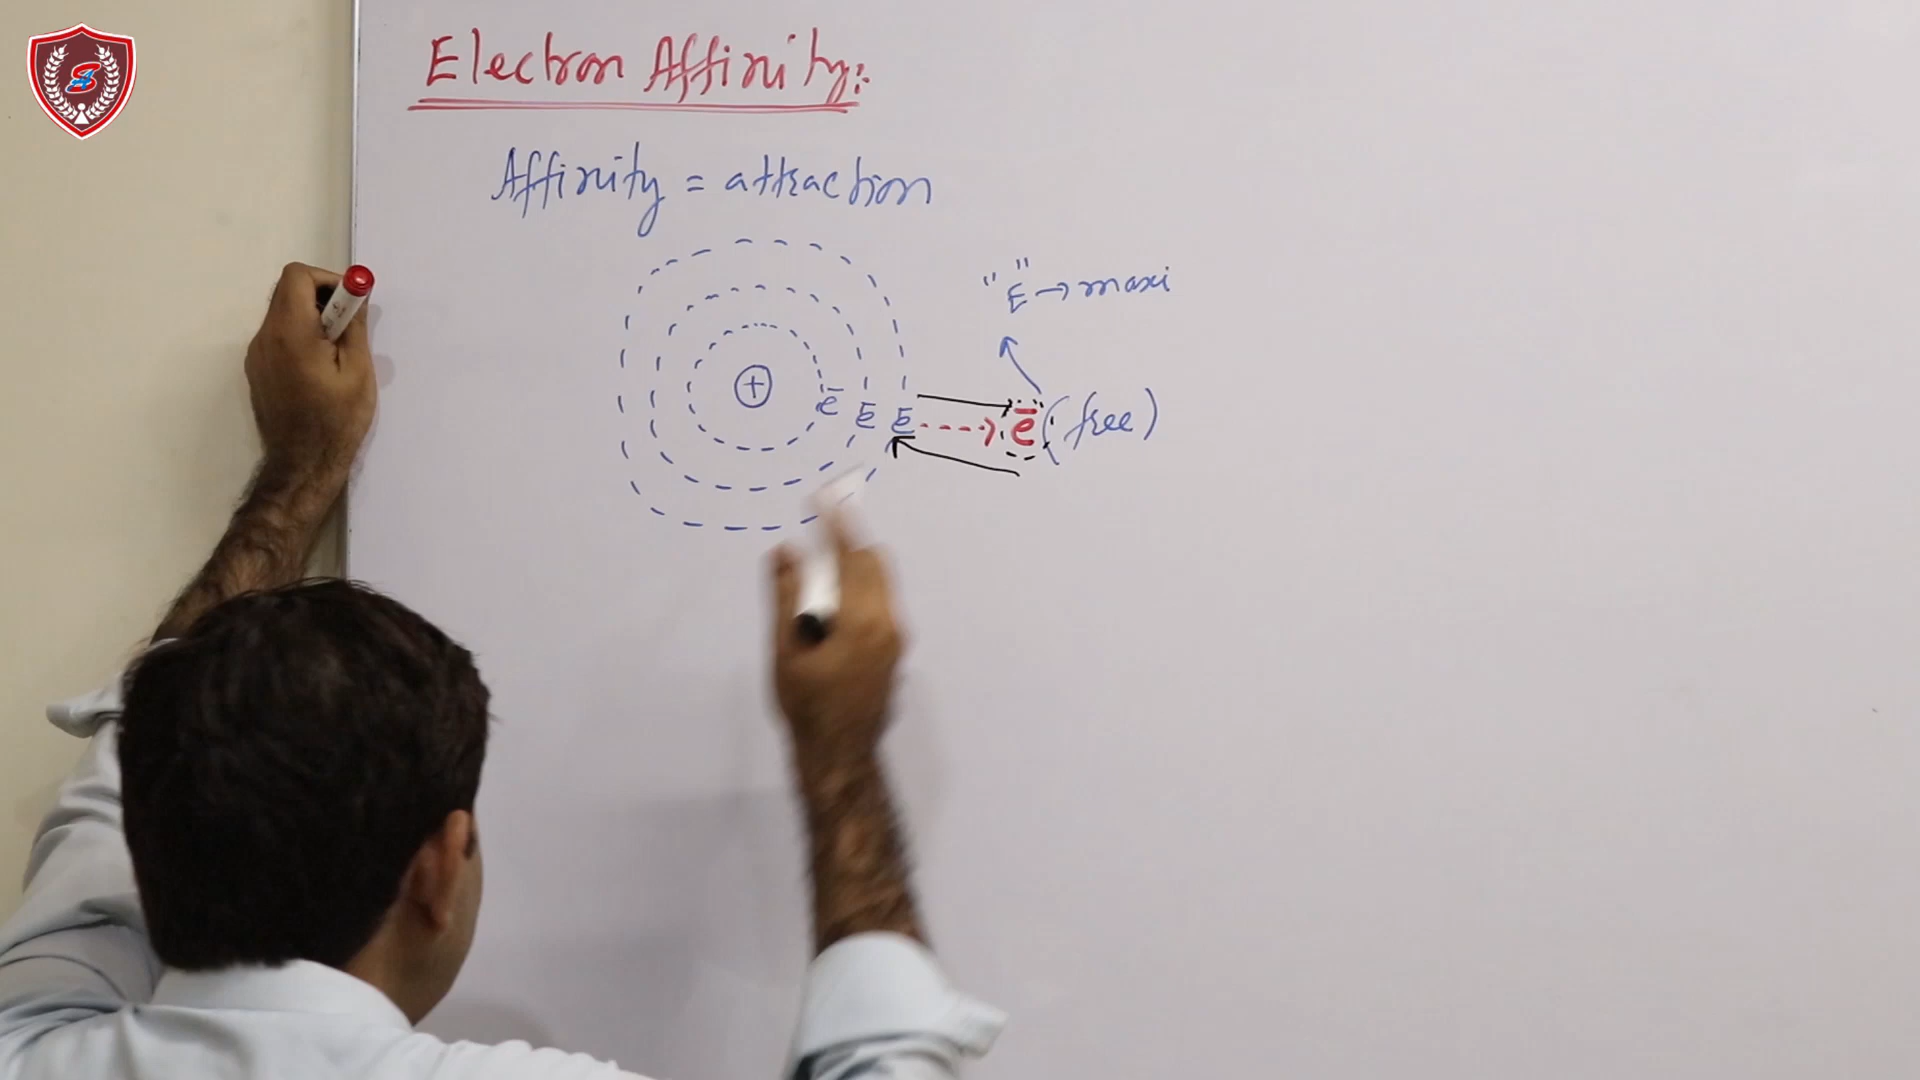 Electron Affinity:
Affinity = attraction
"E" → maxi
+
e̅ E̅ E̅ e̅ (free)